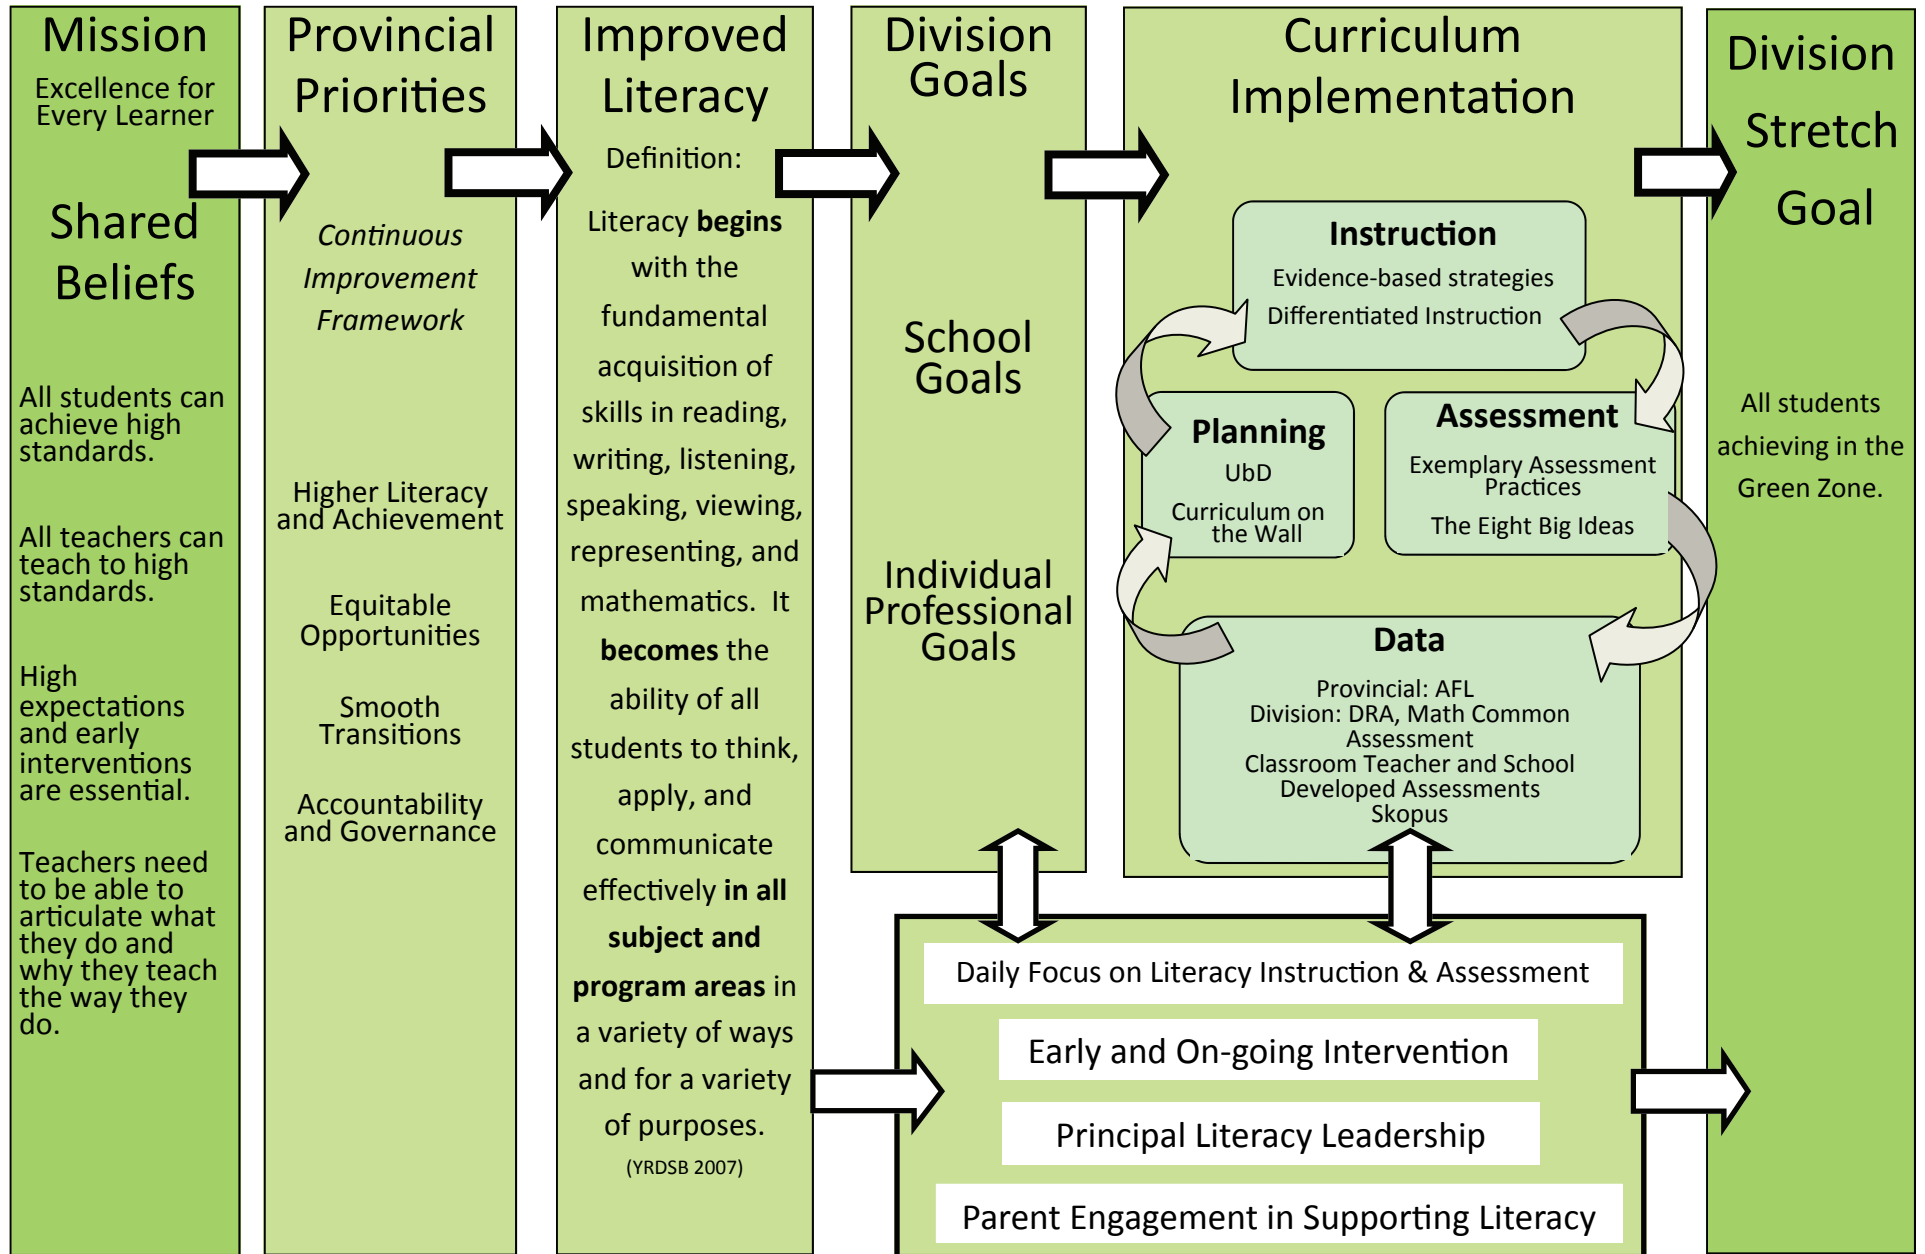 Mission
Excellence for
Every Learner
Shared
Beliefs
All students can
achieve high
standards.
All teachers can
teach to high
standards.
High
expectations
and early
interventions
are essential.
Teachers need
to be able to
articulate what
they do and
why they teach
the way they
do.
Provincial
Priorities
Continuous
Improvement
Framework
Higher Literacy
and Achievement
Equitable
Opportunities
Smooth
Transitions
Accountability
and Governance
Improved
Literacy
Definition:
Literacy begins
with the
fundamental
acquisition of
skills in reading,
writing, listening,
speaking, viewing,
representing, and
mathematics. It
becomes the
ability of all
students to think,
apply, and
communicate
effectively in all
subject and
program areas in
a variety of ways
and for a variety
of purposes.
(YRDSB 2007)
Division
Goals
School
Goals
Individual
Professional
Goals
Curriculum
Implementation
Instruction
Evidence-based strategies
Differentiated Instruction
Planning
UbD
Curriculum on
the Wall
Assessment
Exemplary Assessment
Practices
The Eight Big Ideas
Data
Provincial: AFL
Division: DRA, Math Common
Assessment
Classroom Teacher and School
Developed Assessments
Skopus
Daily Focus on Literacy Instruction & Assessment
Early and On-going Intervention
Principal Literacy Leadership
Parent Engagement in Supporting Literacy
Division
Stretch
Goal
All students
achieving in the
Green Zone.